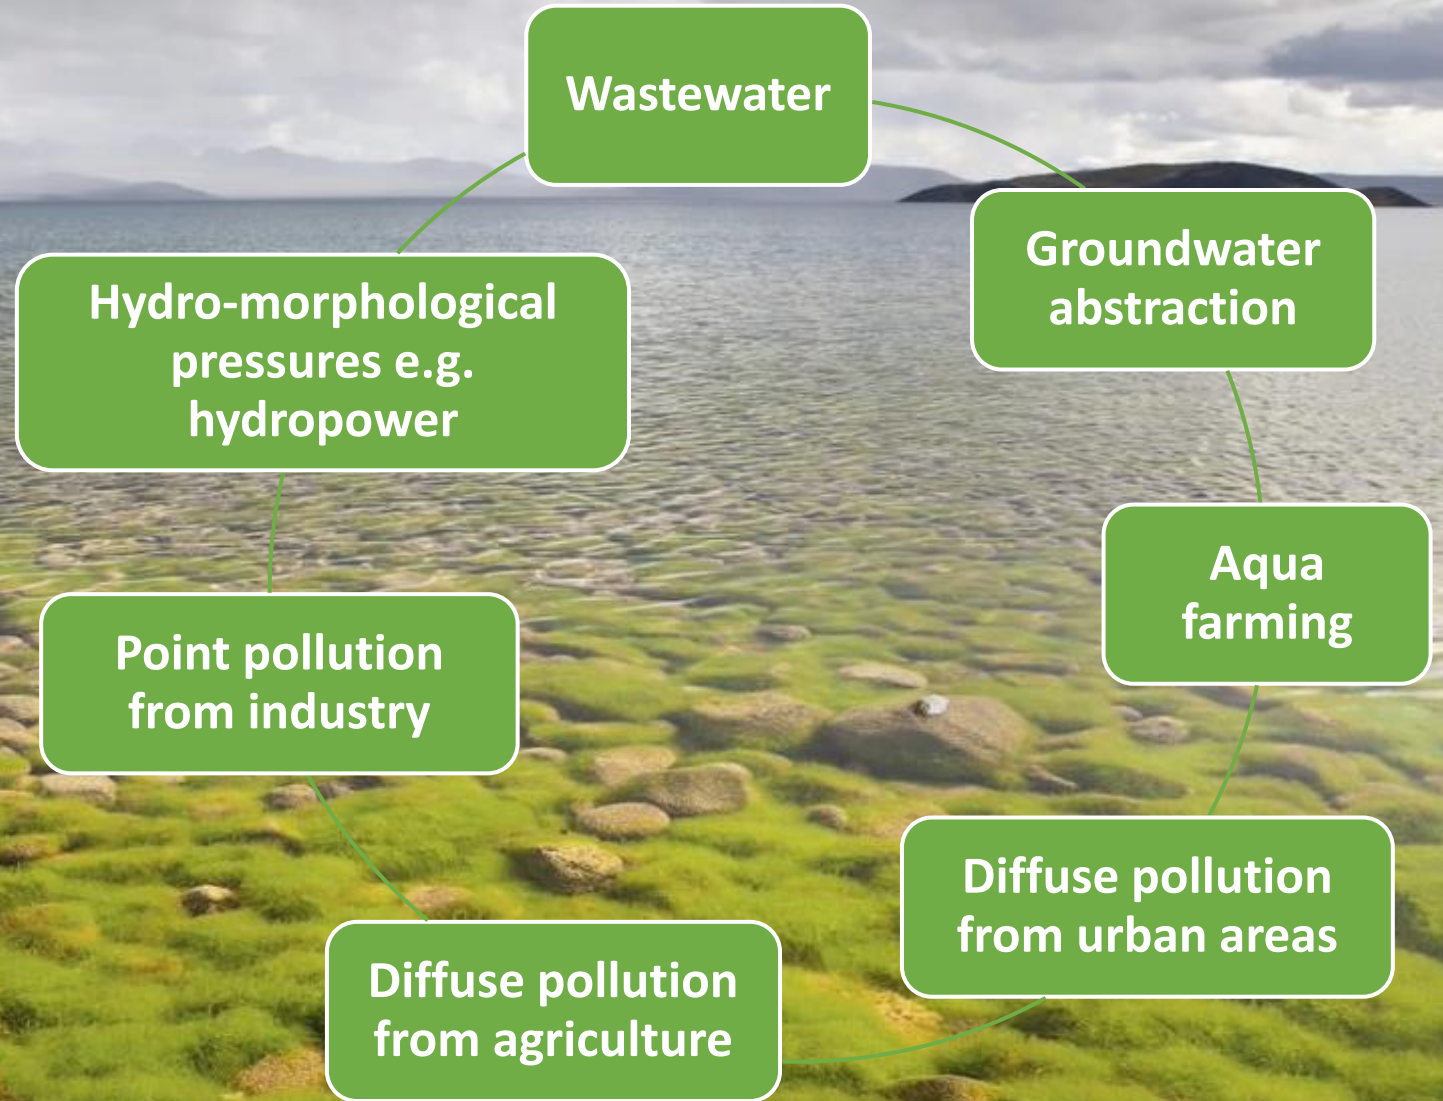 Wastewater
Groundwater
abstraction
Aqua
farming
Diffuse pollution
from urban areas
Diffuse pollution
from agriculture
Point pollution
from industry
Hydro-morphological
pressures e.g.
hydropower